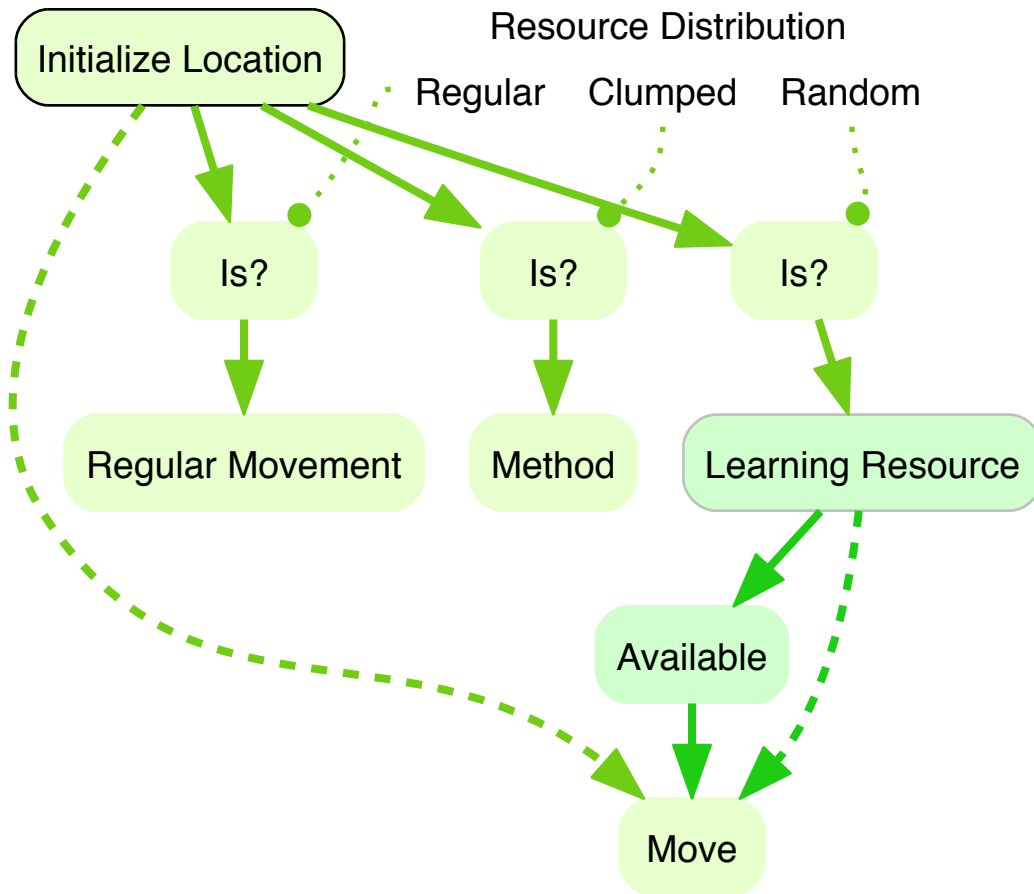 Resource Distribution
Initialize Location
Regular Clumped Random
Is? Is? Is?
Regular Movement Method Learning Resource
Available
Move